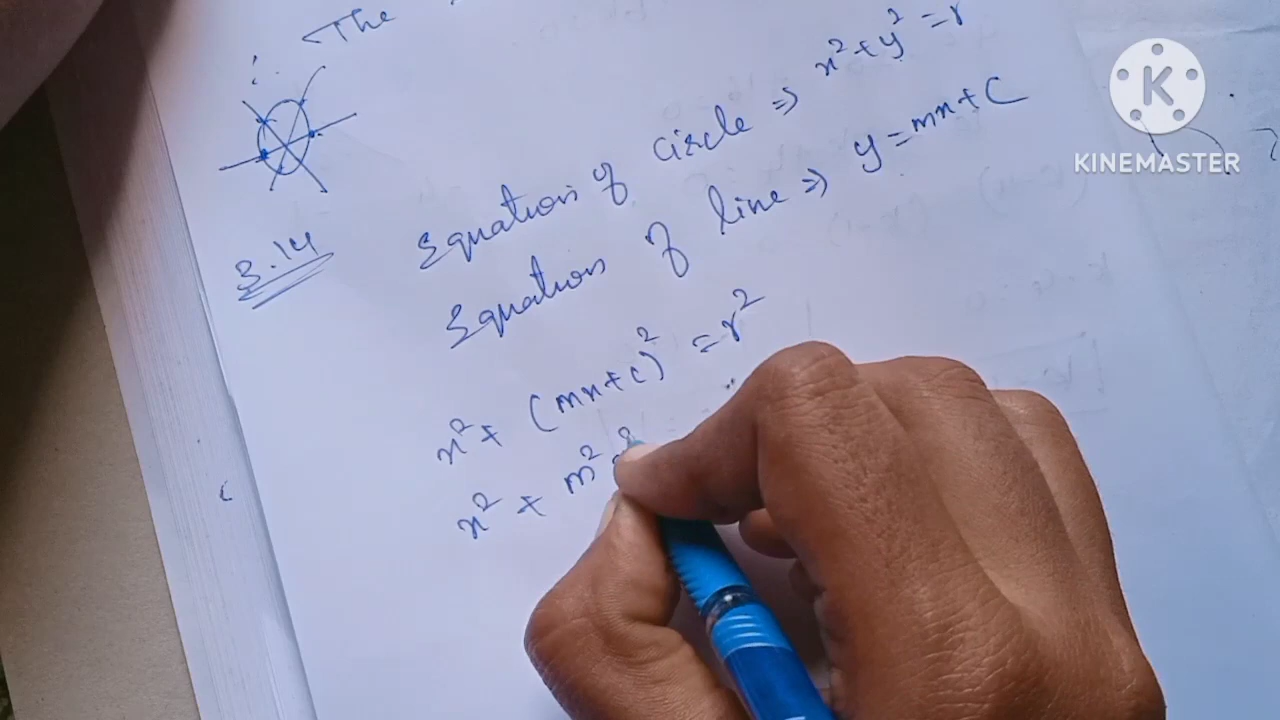 ∴ The
3.14
Equation of circle ⇒ x² + y² = r
Equation of line ⇒ y = mx + c
x² + (mx + c)² = r²
x² + m²
K
KINEMASTER